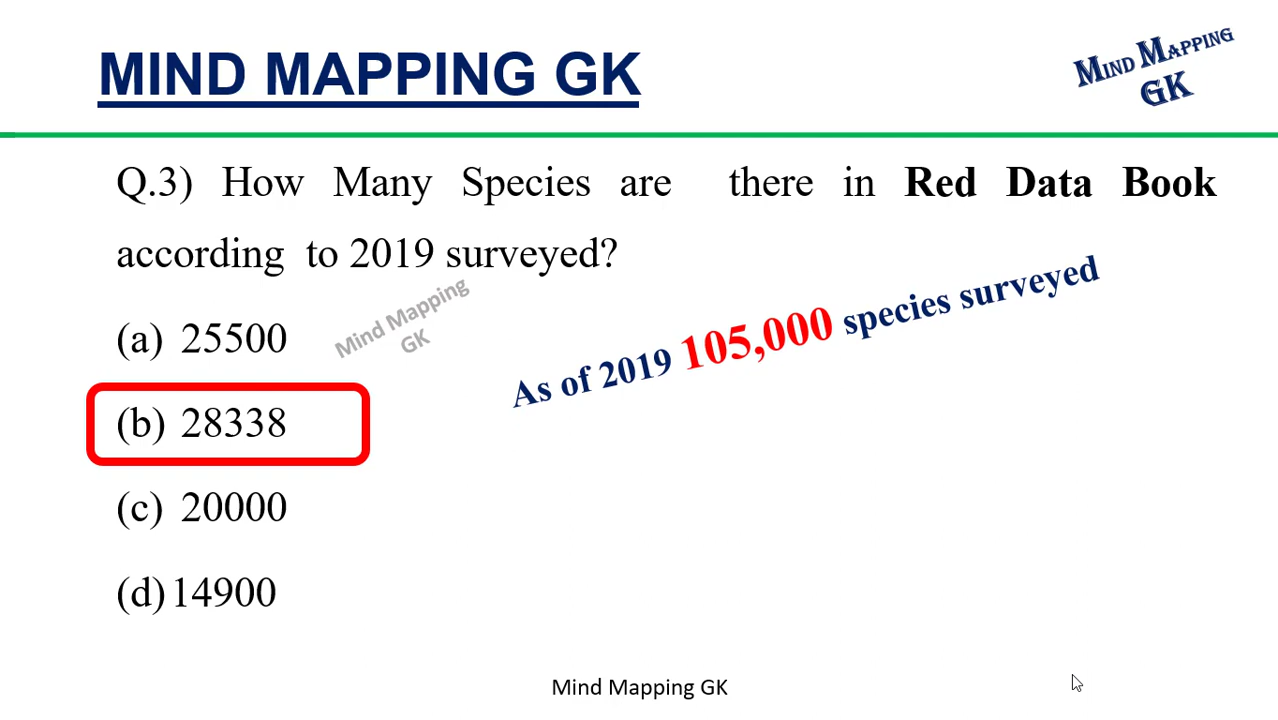 MIND MAPPING GK
MIND MAPPING
GK
Q.3) How Many Species are there in Red Data Book
according to 2019 surveyed?
(a) 25500
Mind Mapping
GK
As of 2019 105,000 species surveyed
(b) 28338
(c) 20000
(d) 14900
Mind Mapping GK